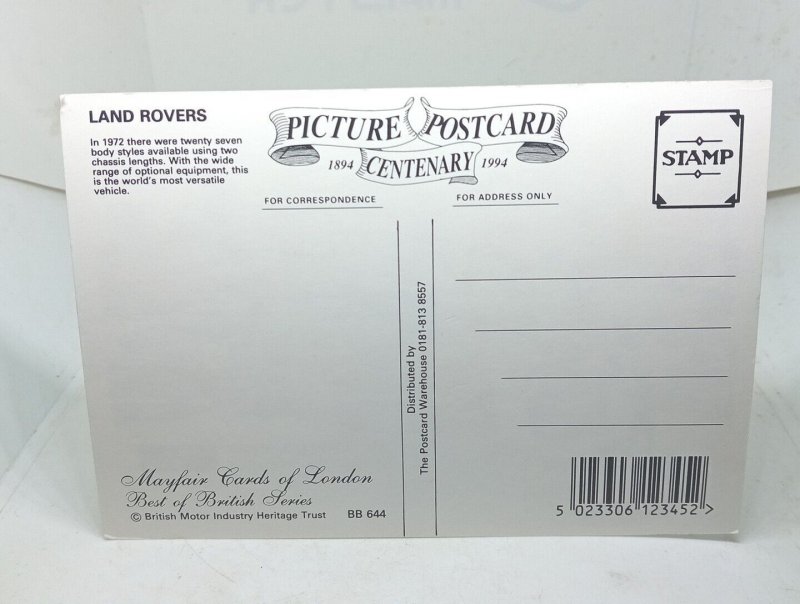 LAND ROVERS
In 1972 there were twenty seven
body styles available using two
chassis lengths. With the wide
range of optional equipment, this
is the world's most versatile
vehicle.
PICTURE POSTCARD
1894 CENTENARY 1994
STAMP
FOR CORRESPONDENCE
FOR ADDRESS ONLY
Distributed by
The Postcard Warehouse 0181-813 8557
Mayfair Cards of London
Best of British Series
© British Motor Industry Heritage Trust BB 644
5 023306 123452 >